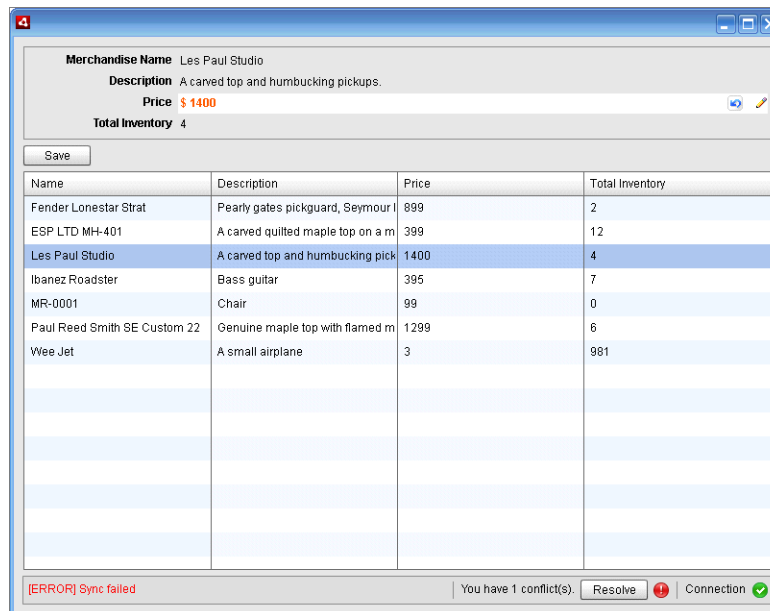 Merchandise Name Les Paul Studio
Description A carved top and humbucking pickups.
Price $ 1400
Total Inventory 4
Save
Name Description Price Total Inventory
Fender Lonestar Strat Pearly gates pickguard, Seymour 899 2
ESP LTD MH-401 A carved quilted maple top on a m 399 12
Les Paul Studio A carved top and humbucking pick 1400 4
Ibanez Roadster Bass guitar 395 7
MR-0001 Chair 99 0
Paul Reed Smith SE Custom 22 Genuine maple top with flamed m 1299 6
Wee Jet A small airplane 3 981
[ERROR] Sync failed You have 1 conflict(s). Resolve Connection